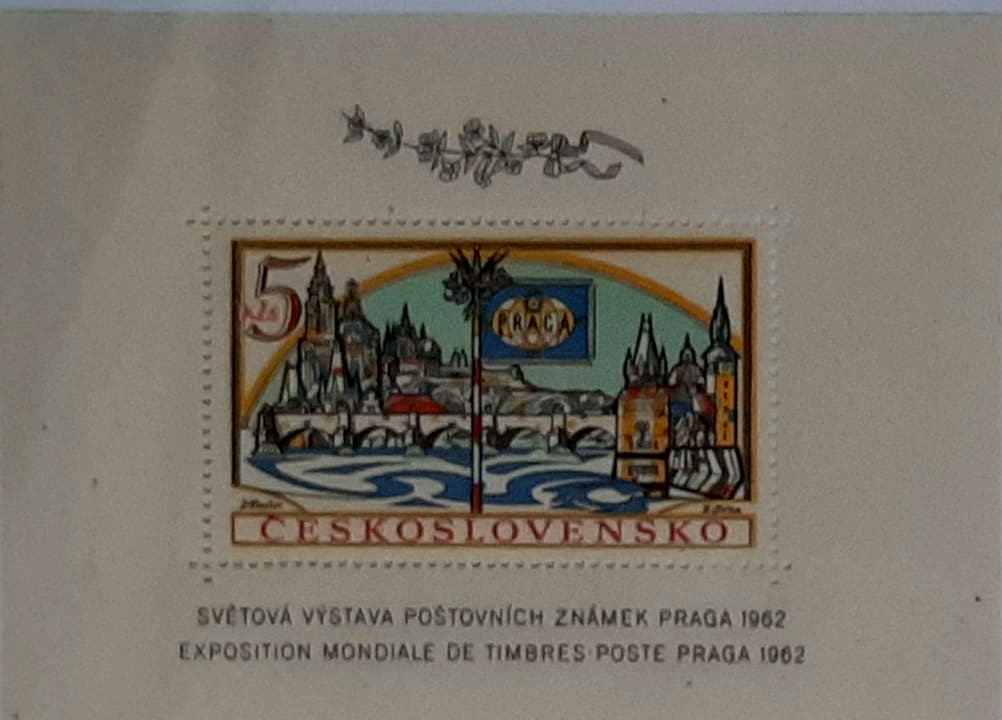 5
Kčs
PRAGA
ČESKOSLOVENSKO
SVĚTOVÁ VÝSTAVA POŠTOVNÍCH ZNÁMEK PRAGA 1962
EXPOSITION MONDIALE DE TIMBRES-POSTE PRAGA 1962